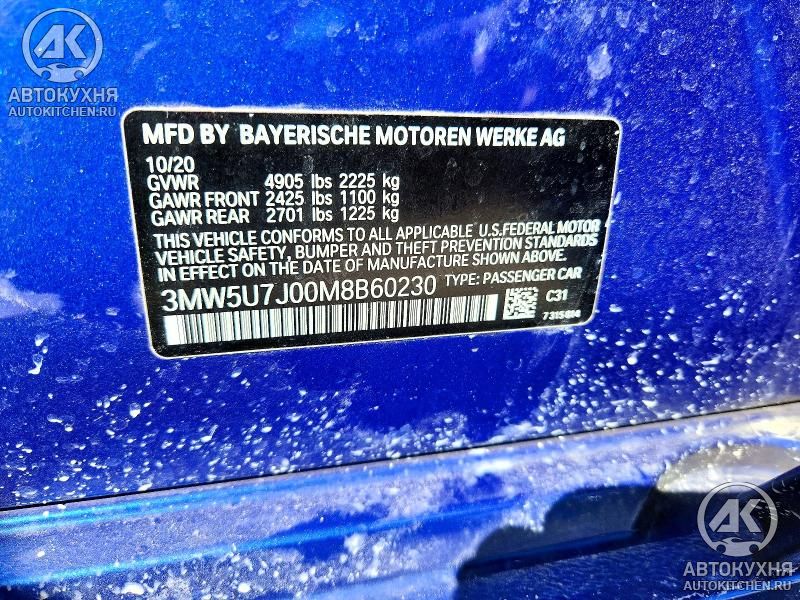 АК
АВТОКУХНЯ
AUTOKITCHEN.RU
MFD BY BAYERISCHE MOTOREN WERKE AG
10/20
GVWR 4905 lbs 2225 kg
GAWR FRONT 2425 lbs 1100 kg
GAWR REAR 2701 lbs 1225 kg
THIS VEHICLE CONFORMS TO ALL APPLICABLE U.S.FEDERAL MOTOR
VEHICLE SAFETY, BUMPER AND THEFT PREVENTION STANDARDS
IN EFFECT ON THE DATE OF MANUFACTURE SHOWN ABOVE.
3MW5U7J00M8B60230 TYPE: PASSENGER CAR
C31
7315614
АК
АВТОКУХНЯ
AUTOKITCHEN.RU